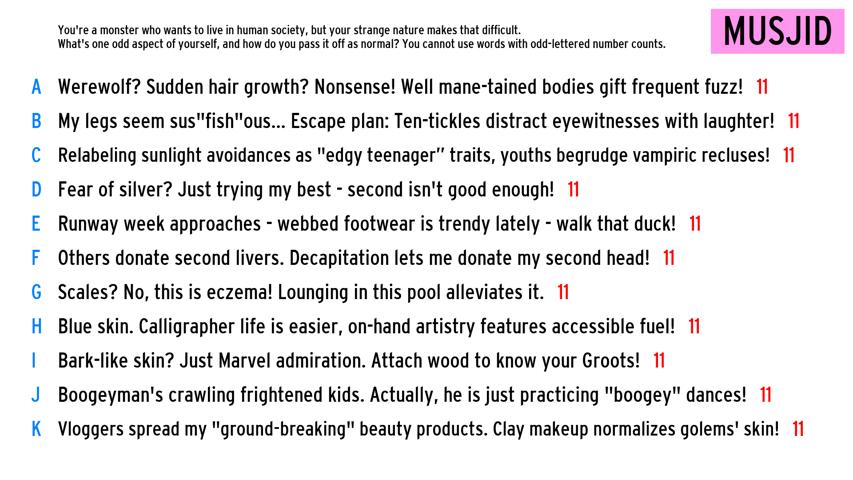 You're a monster who wants to live in human society, but your strange nature makes that difficult.
What's one odd aspect of yourself, and how do you pass it off as normal? You cannot use words with odd-lettered number counts.
MUSJID
A Werewolf? Sudden hair growth? Nonsense! Well mane-tained bodies gift frequent fuzz! 11
B My legs seem sus"fish"ous... Escape plan: Ten-tickles distract eyewitnesses with laughter! 11
C Relabeling sunlight avoidances as "edgy teenager" traits, youths begrudge vampiric recluses! 11
D Fear of silver? Just trying my best - second isn't good enough! 11
E Runway week approaches - webbed footwear is trendy lately - walk that duck! 11
F Others donate second livers. Decapitation lets me donate my second head! 11
G Scales? No, this is eczema! Lounging in this pool alleviates it. 11
H Blue skin. Calligrapher life is easier, on-hand artistry features accessible fuel! 11
I Bark-like skin? Just Marvel admiration. Attach wood to know your Groots! 11
J Boogeyman's crawling frightened kids. Actually, he is just practicing "boogey" dances! 11
K Vloggers spread my "ground-breaking" beauty products. Clay makeup normalizes golems' skin! 11